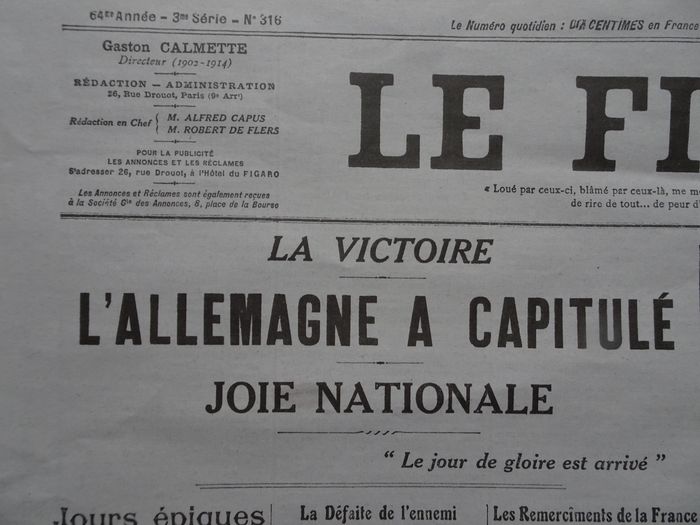 64me Année — 3me Série — No 316
Le Numéro quotidien : DIX CENTIMES en France
Gaston CALMETTE
Directeur (1902-1914)
RÉDACTION — ADMINISTRATION
26, Rue Drouot, Paris (9e Arrt)
Rédaction en Chef { M. ALFRED CAPUS
M. ROBERT DE FLERS
POUR LA PUBLICITÉ
LES ANNONCES ET LES RÉCLAMES
S'adresser 26, rue Drouot, à l'Hôtel du FIGARO
Les Annonces et Réclames sont également reçues
à la Société Gle des Annonces, 8, place de la Bourse
LE FI
« Loué par ceux-ci, blâmé par ceux-là, me m
de rire de tout... de peur d'
LA VICTOIRE
L'ALLEMAGNE A CAPITULÉ
JOIE NATIONALE
" Le jour de gloire est arrivé "
Jours épiques
La Défaite de l'ennemi
Les Remercîments de la France